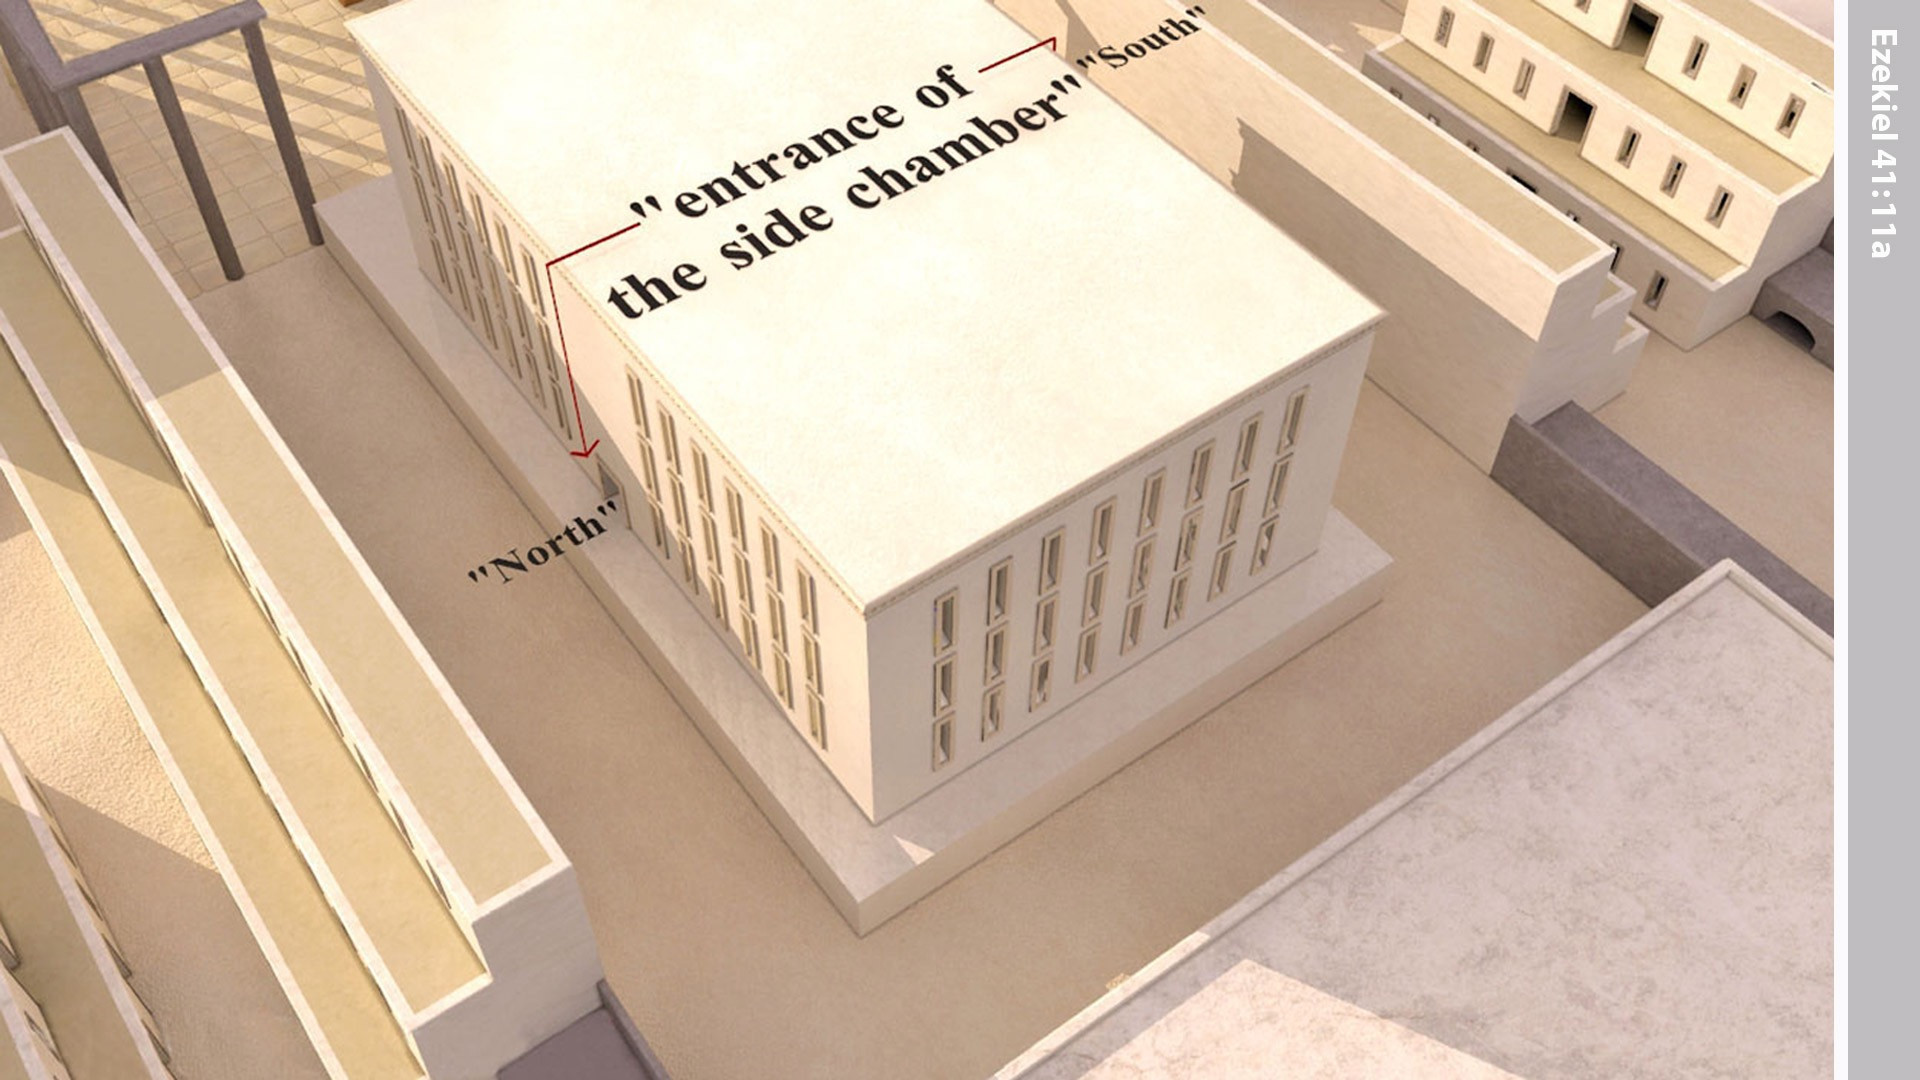 "entrance of
the side chamber"
"South"
"North"
Ezekiel 41:11a